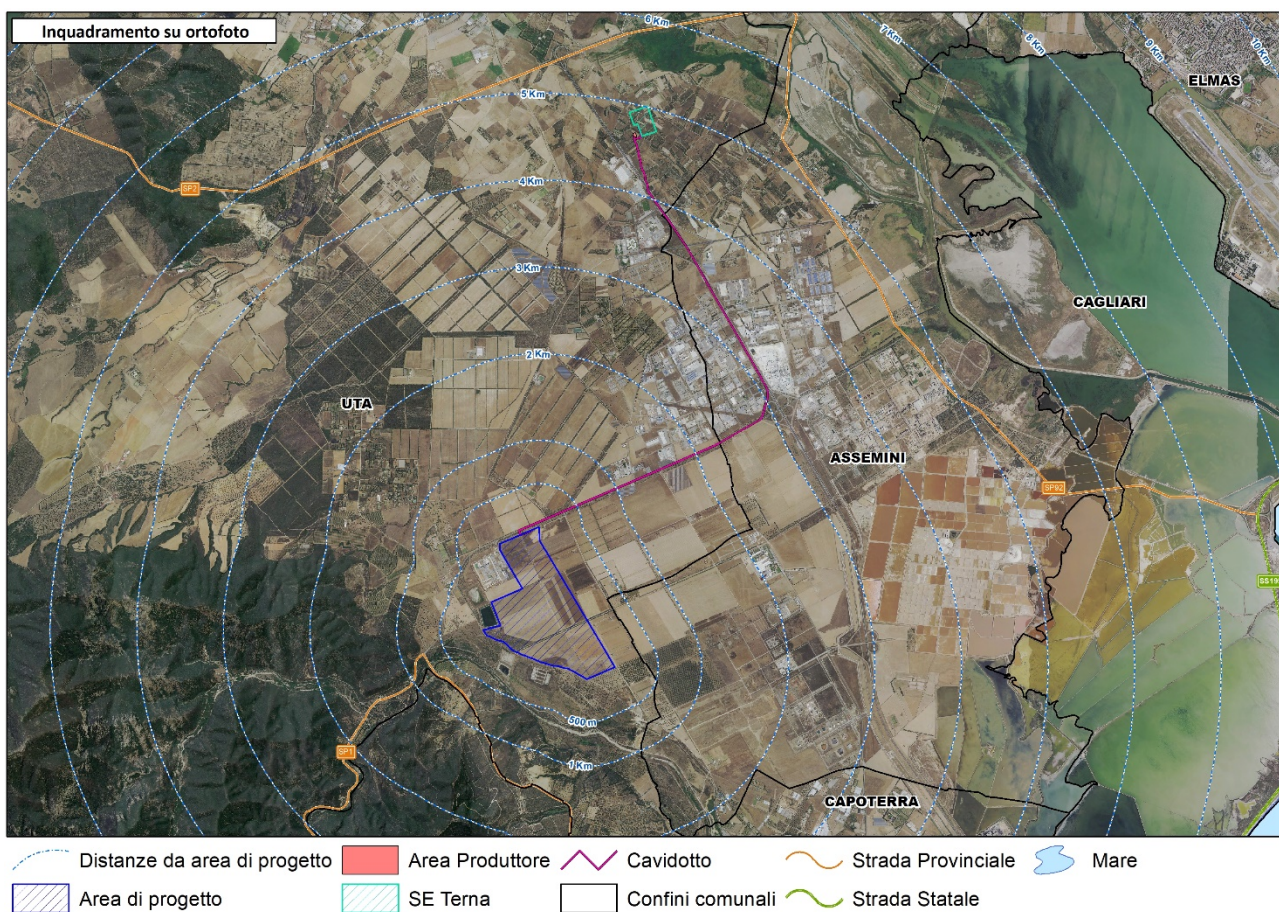 Inquadramento su ortofoto
6 Km
7 Km
8 Km
9 Km
10 Km
ELMAS
5 Km
SP2
4 Km
CAGLIARI
3 Km
2 Km
UTA
ASSEMINI
SP92
SS195
500 m
SP1
1 Km
CAPOTERRA
Distanze da area di progetto
Area Produttore
Cavidotto
Strada Provinciale
Mare
Area di progetto
SE Terna
Confini comunali
Strada Statale